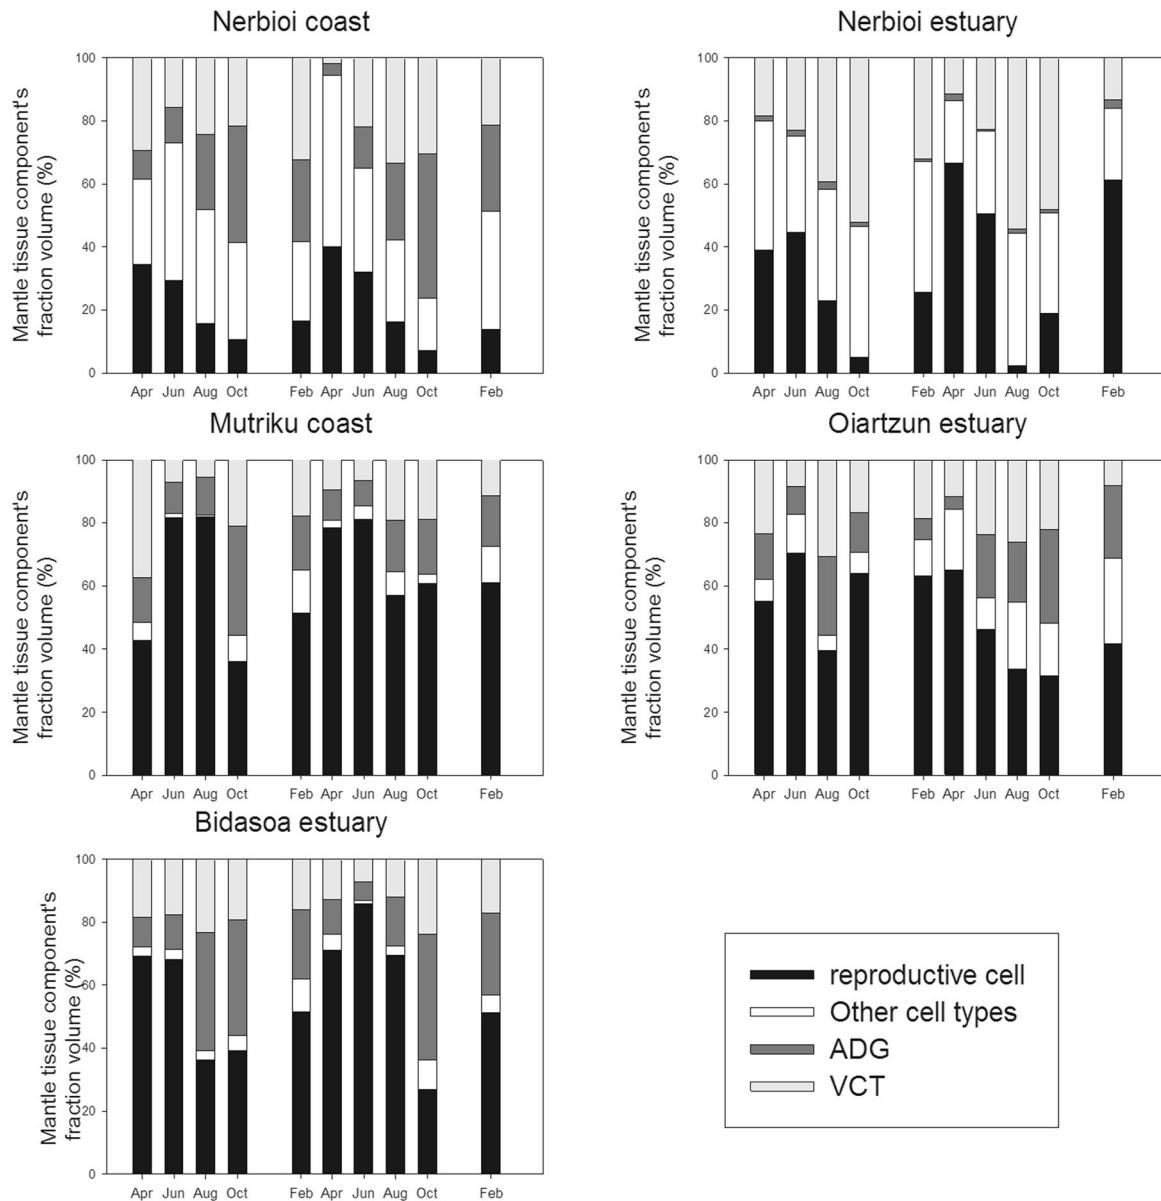 Nerbioi coast
Mantle tissue component's
fraction volume (%)
100
80
60
40
20
0
Apr Jun Aug Oct Feb Apr Jun Aug Oct Feb
Nerbioi estuary
Mantle tissue component's
fraction volume (%)
100
80
60
40
20
0
Apr Jun Aug Oct Feb Apr Jun Aug Oct Feb
Mutriku coast
Mantle tissue component's
fraction volume (%)
100
80
60
40
20
0
Apr Jun Aug Oct Feb Apr Jun Aug Oct Feb
Oiartzun estuary
Mantle tissue component's
fraction volume (%)
100
80
60
40
20
0
Apr Jun Aug Oct Feb Apr Jun Aug Oct Feb
Bidasoa estuary
Mantle tissue component's
fraction volume (%)
100
80
60
40
20
0
Apr Jun Aug Oct Feb Apr Jun Aug Oct Feb
reproductive cell
Other cell types
ADG
VCT